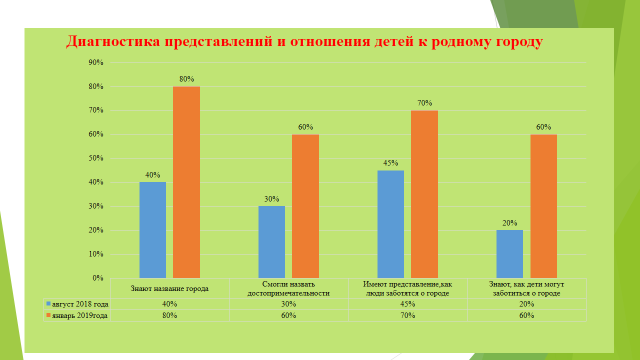 Диагностика представлений и отношения детей к родному городу
90%
80%
70%
60%
50%
40%
30%
20%
10%
0%
40%
80%
30%
60%
45%
70%
20%
60%
Знают название города
Смогли назвать
достопримечательности
Имеют представление,как
люди заботятся о городе
Знают, как дети могут
заботиться о городе
август 2018 года 40% 30% 45% 20%
январь 2019года 80% 60% 70% 60%